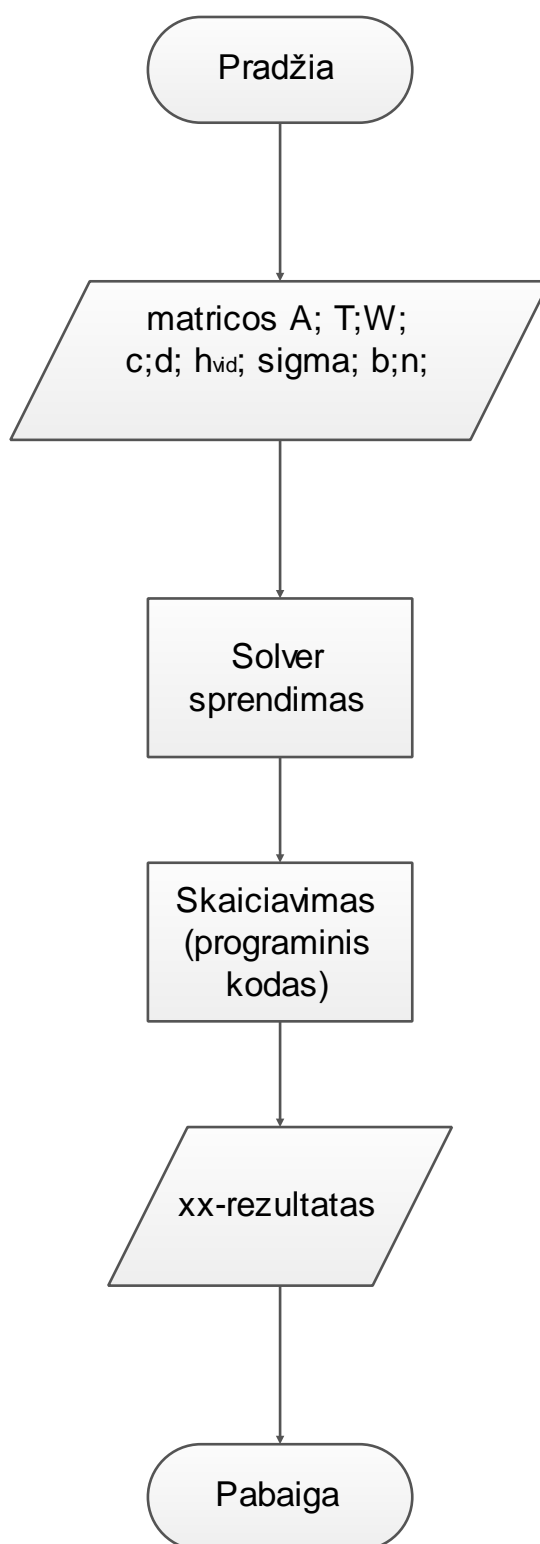 Pradžia
matricos A; T;W;
c;d; hvid; sigma; b;n;
Solver
sprendimas
Skaiciavimas
(programinis
kodas)
xx-rezultatas
Pabaiga